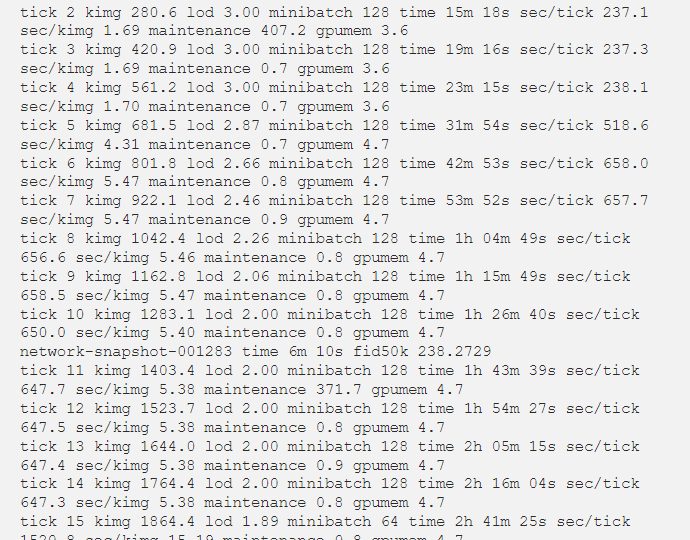 tick 2 kimg 280.6 lod 3.00 minibatch 128 time 15m 18s sec/tick 237.1
sec/kimg 1.69 maintenance 407.2 gpumem 3.6
tick 3 kimg 420.9 lod 3.00 minibatch 128 time 19m 16s sec/tick 237.3
sec/kimg 1.69 maintenance 0.7 gpumem 3.6
tick 4 kimg 561.2 lod 3.00 minibatch 128 time 23m 15s sec/tick 238.1
sec/kimg 1.70 maintenance 0.7 gpumem 3.6
tick 5 kimg 681.5 lod 2.87 minibatch 128 time 31m 54s sec/tick 518.6
sec/kimg 4.31 maintenance 0.7 gpumem 4.7
tick 6 kimg 801.8 lod 2.66 minibatch 128 time 42m 53s sec/tick 658.0
sec/kimg 5.47 maintenance 0.8 gpumem 4.7
tick 7 kimg 922.1 lod 2.46 minibatch 128 time 53m 52s sec/tick 657.7
sec/kimg 5.47 maintenance 0.9 gpumem 4.7
tick 8 kimg 1042.4 lod 2.26 minibatch 128 time 1h 04m 49s sec/tick
656.6 sec/kimg 5.46 maintenance 0.8 gpumem 4.7
tick 9 kimg 1162.8 lod 2.06 minibatch 128 time 1h 15m 49s sec/tick
658.5 sec/kimg 5.47 maintenance 0.8 gpumem 4.7
tick 10 kimg 1283.1 lod 2.00 minibatch 128 time 1h 26m 40s sec/tick
650.0 sec/kimg 5.40 maintenance 0.8 gpumem 4.7
network-snapshot-001283 time 6m 10s fid50k 238.2729
tick 11 kimg 1403.4 lod 2.00 minibatch 128 time 1h 43m 39s sec/tick
647.7 sec/kimg 5.38 maintenance 371.7 gpumem 4.7
tick 12 kimg 1523.7 lod 2.00 minibatch 128 time 1h 54m 27s sec/tick
647.5 sec/kimg 5.38 maintenance 0.8 gpumem 4.7
tick 13 kimg 1644.0 lod 2.00 minibatch 128 time 2h 05m 15s sec/tick
647.4 sec/kimg 5.38 maintenance 0.9 gpumem 4.7
tick 14 kimg 1764.4 lod 2.00 minibatch 128 time 2h 16m 04s sec/tick
647.3 sec/kimg 5.38 maintenance 0.8 gpumem 4.7
tick 15 kimg 1864.4 lod 1.89 minibatch 64 time 2h 41m 25s sec/tick